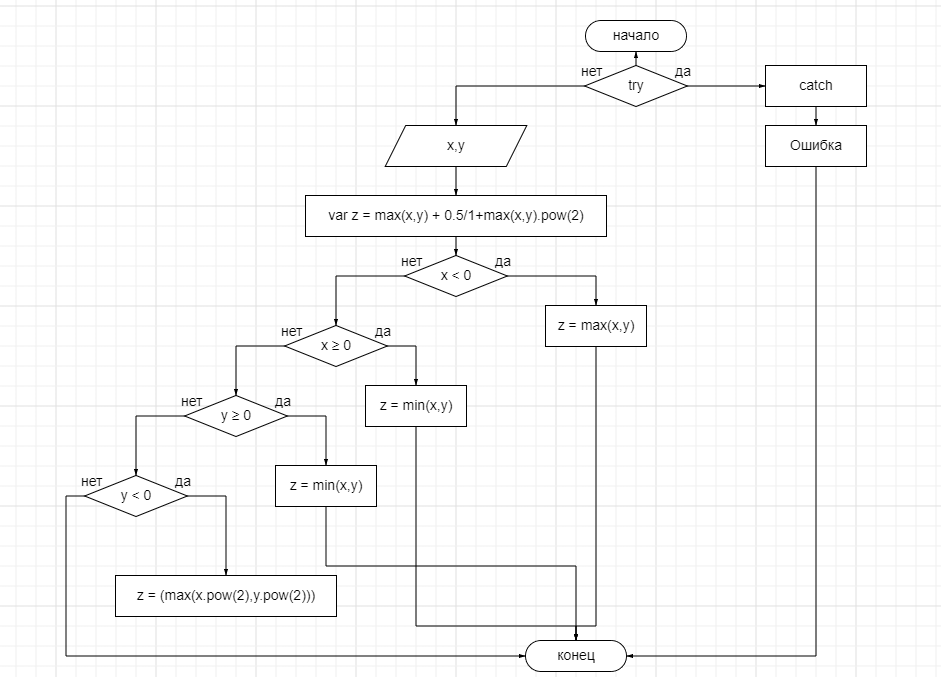 начало
нет
да
try
catch
x,y
Ошибка
var z = max(x,y) + 0.5/1+max(x,y).pow(2)
нет
да
x < 0
z = max(x,y)
нет
да
x ≥ 0
z = min(x,y)
нет
да
y ≥ 0
z = min(x,y)
нет
да
y < 0
z = (max(x.pow(2),y.pow(2)))
конец